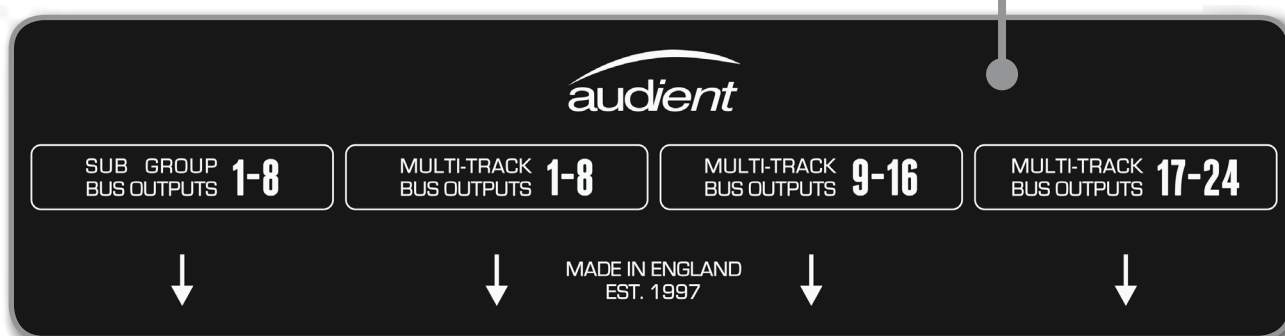 audient
SUB GROUP
BUS OUTPUTS 1-8
MULTI-TRACK
BUS OUTPUTS 1-8
MULTI-TRACK
BUS OUTPUTS 9-16
MULTI-TRACK
BUS OUTPUTS 17-24
MADE IN ENGLAND
EST. 1997